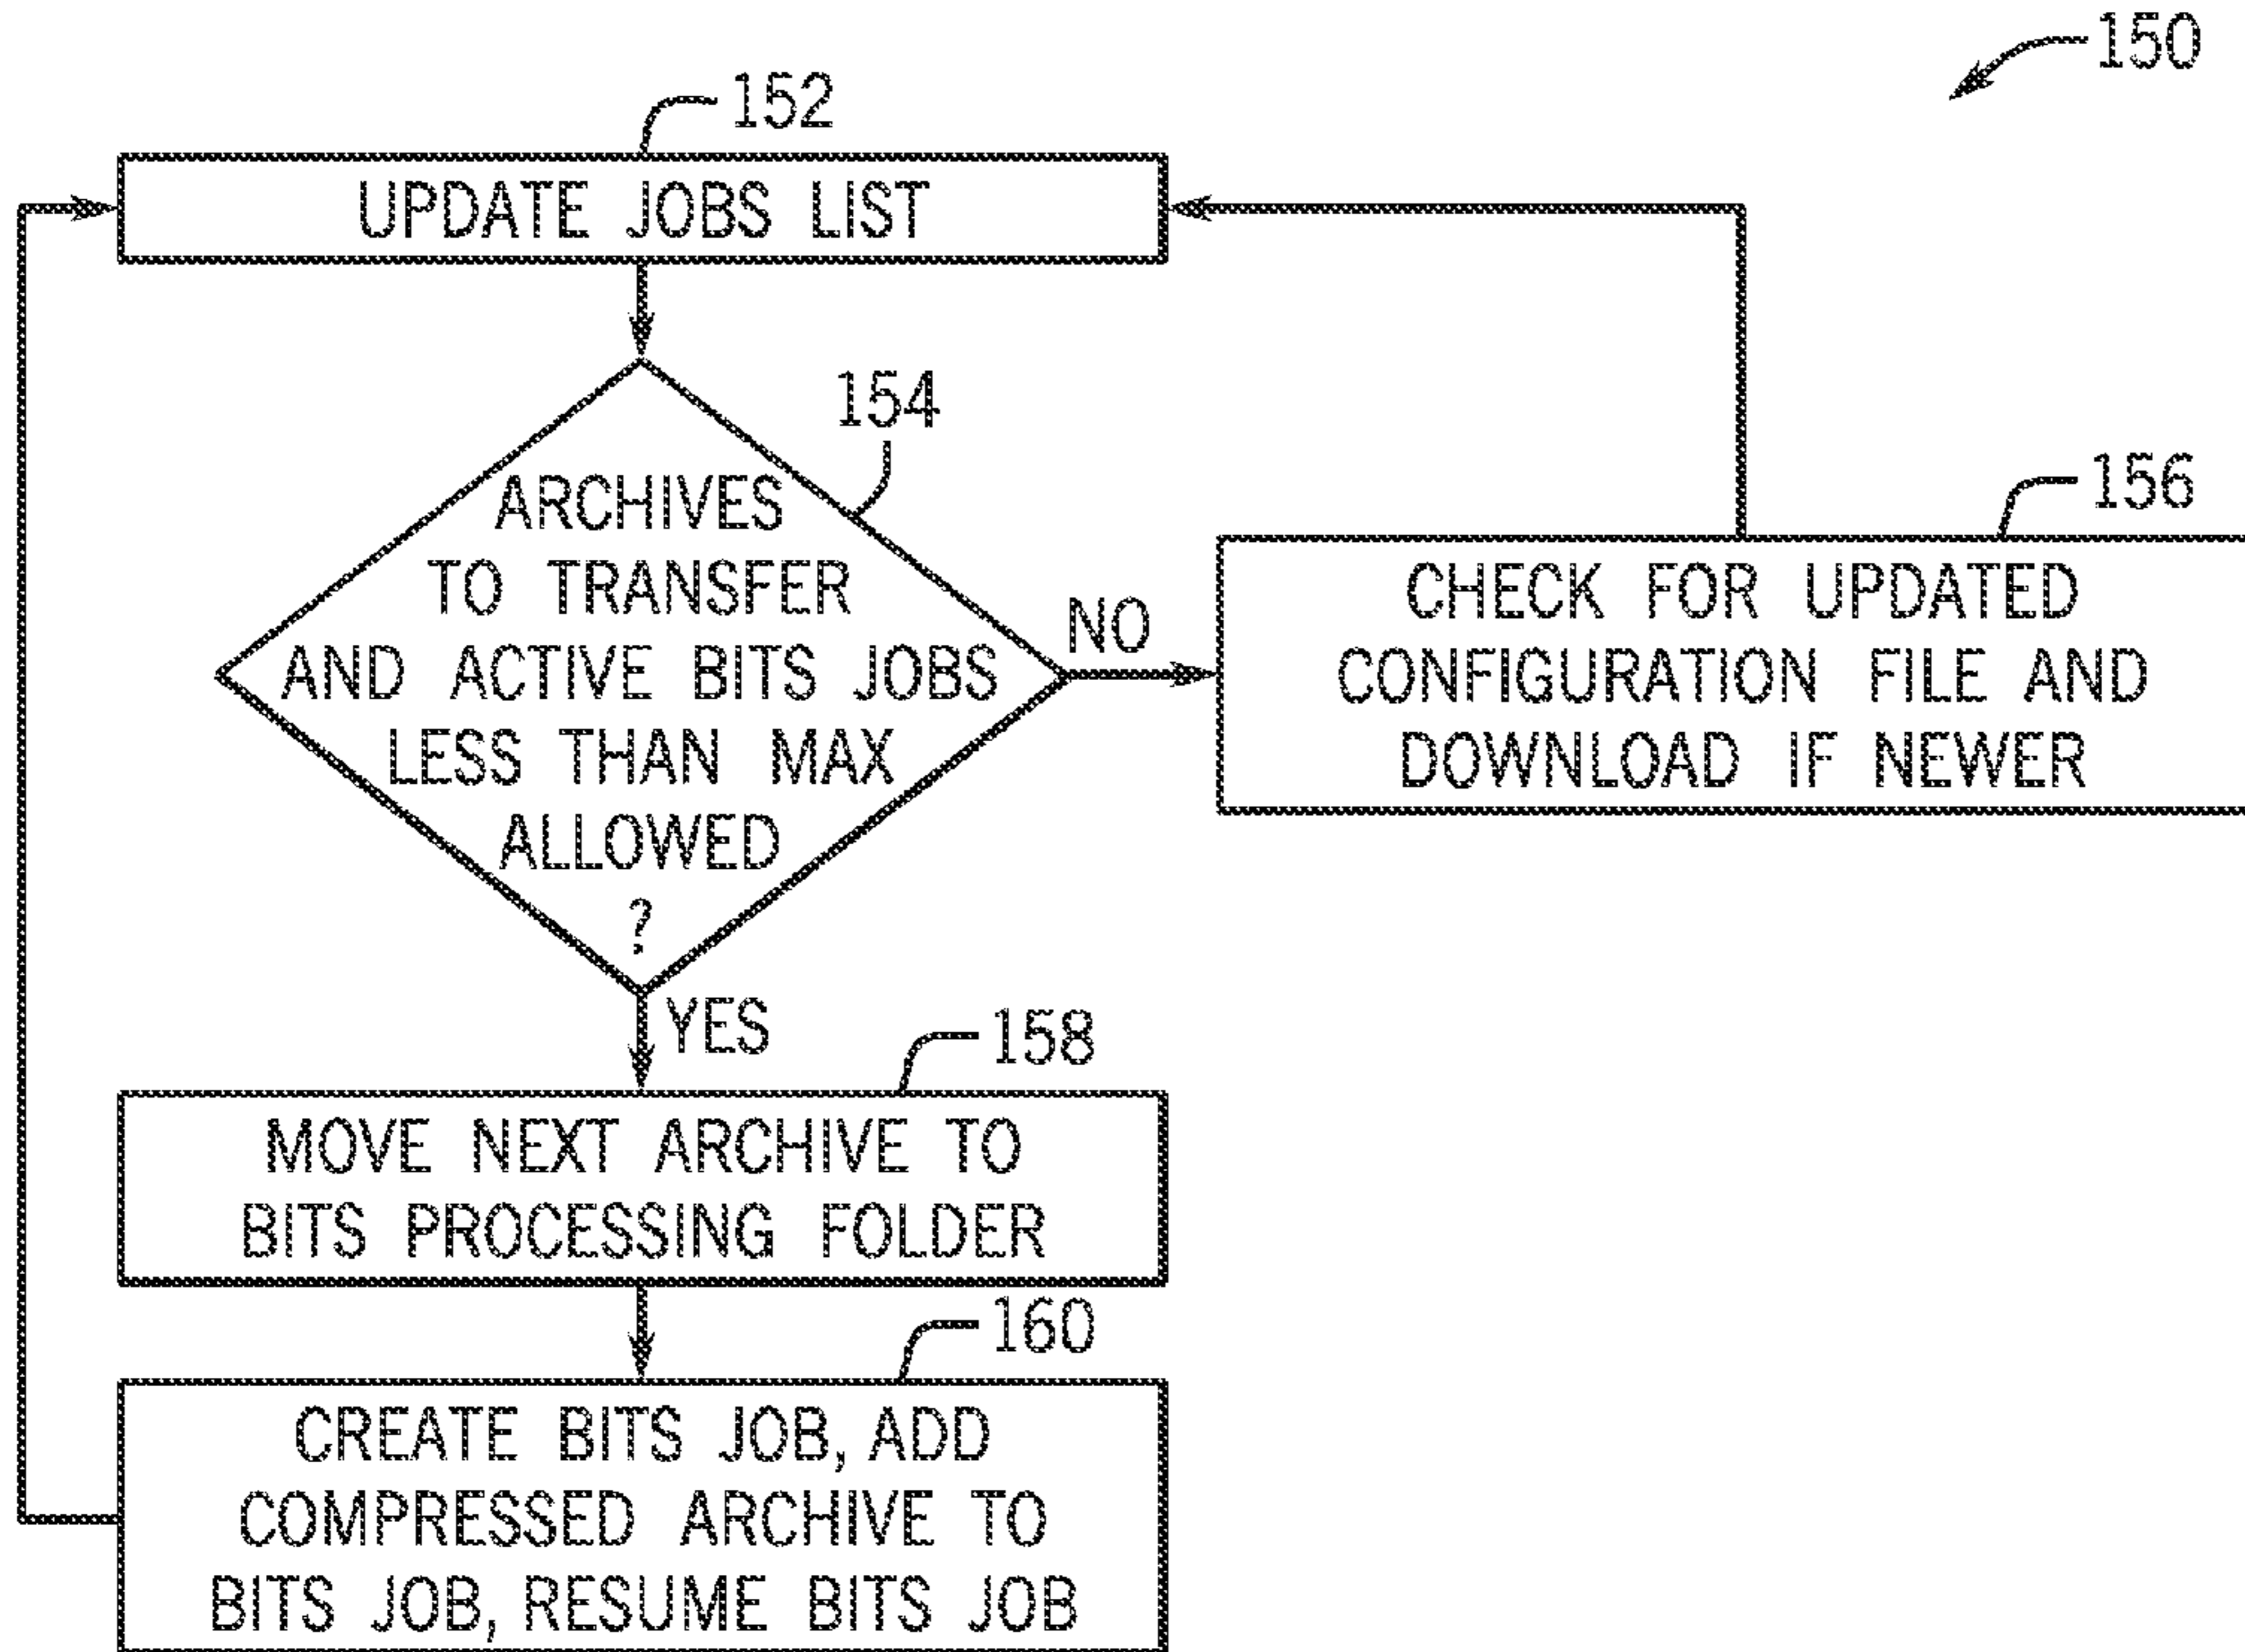 150
152
UPDATE JOBS LIST
154
ARCHIVES
TO TRANSFER
AND ACTIVE BITS JOBS
LESS THAN MAX
ALLOWED
?
NO
156
CHECK FOR UPDATED
CONFIGURATION FILE AND
DOWNLOAD IF NEWER
YES
158
MOVE NEXT ARCHIVE TO
BITS PROCESSING FOLDER
160
CREATE BITS JOB, ADD
COMPRESSED ARCHIVE TO
BITS JOB, RESUME BITS JOB